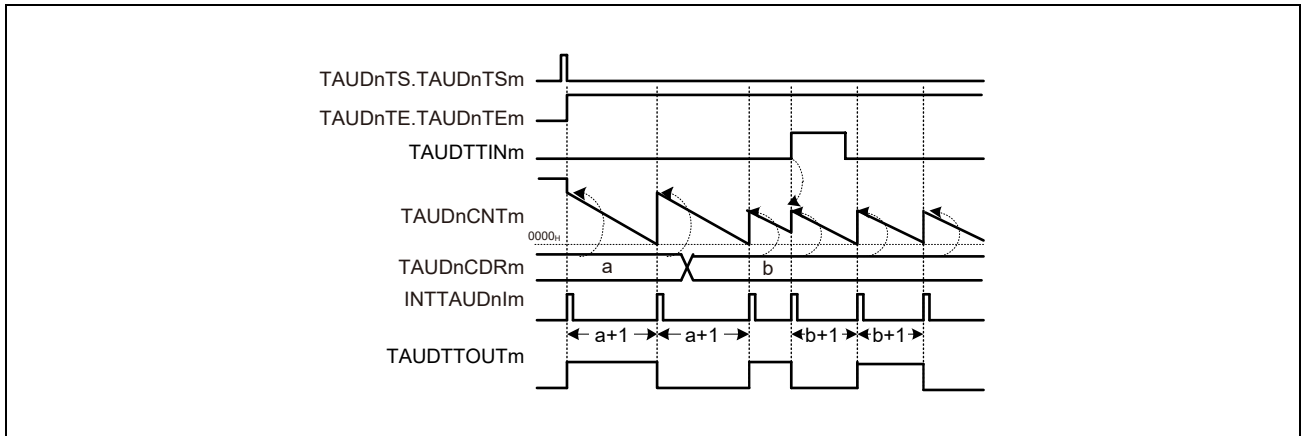 TAUDnTS.TAUDnTSm
TAUDnTE.TAUDnTEm
TAUDTTINm
TAUDnCNTm
0000H
TAUDnCDRm
a
b
INTTAUDnIm
a+1
a+1
b+1
b+1
TAUDTTOUTm